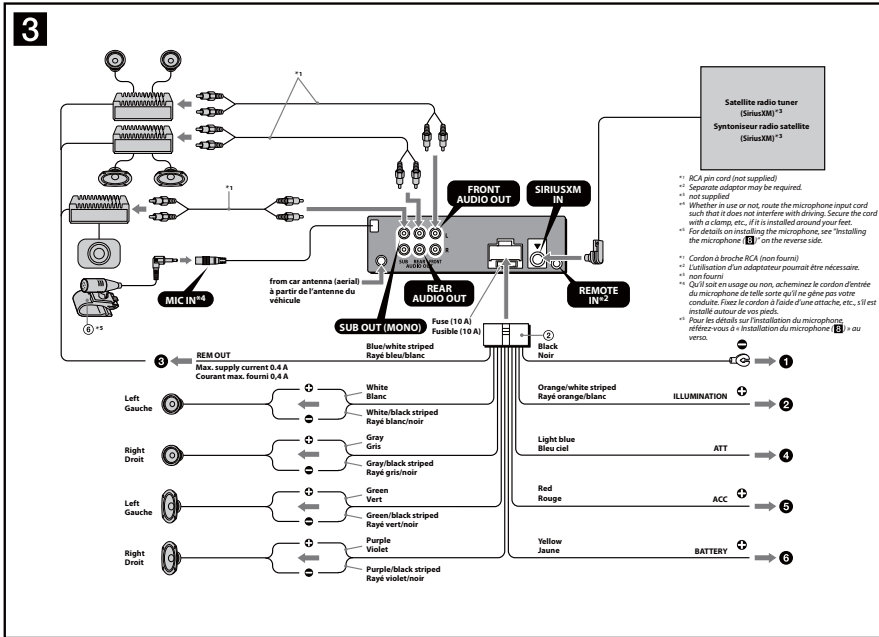 3
*1
Satellite radio tuner
(SiriusXM)*3
Syntoniseur radio satellite
(SiriusXM)*3
*1 RCA pin cord (not supplied)
*2 Separate adaptor may be required.
*3 not supplied
*4 Whether in use or not, route the microphone input cord
such that it does not interfere with driving. Secure the cord
with a clamp, etc., if it is installed around your feet.
*5 For details on installing the microphone, see "Installing
the microphone (8)" on the reverse side.
*1 Cordon à broche RCA (non fourni)
*2 L'utilisation d'un adaptateur pourrait être nécessaire.
*3 non fourni
*4 Qu'il soit en usage ou non, acheminez le cordon d'entrée
du microphone de telle sorte qu'il ne gêne pas votre
conduite. Fixez le cordon à l'aide d'une attache, etc., s'il est
installé autour de vos pieds.
*5 Pour les détails sur l'installation du microphone,
référez-vous à « Installation du microphone (8) » au
verso.
*1
FRONT
AUDIO OUT
SIRIUSXM
IN
L
R
SUB REAR FRONT
AUDIO OUT
from car antenna (aerial)
à partir de l'antenne du
véhicule
MIC IN*4
6 *5
REAR
AUDIO OUT
REMOTE
IN*2
SUB OUT (MONO)
Fuse (10 A)
Fusible (10 A)
2
3
REM OUT
Max. supply current 0.4 A
Courant max. fourni 0,4 A
Blue/white striped
Rayé bleu/blanc
Black
Noir
1
Left
Gauche
White
Blanc
White/black striped
Rayé blanc/noir
Orange/white striped
Rayé orange/blanc
ILLUMINATION
2
Right
Droit
Gray
Gris
Gray/black striped
Rayé gris/noir
Light blue
Bleu ciel
ATT
4
Left
Gauche
Green
Vert
Green/black striped
Rayé vert/noir
Red
Rouge
ACC
5
Right
Droit
Purple
Violet
Purple/black striped
Rayé violet/noir
Yellow
Jaune
BATTERY
6